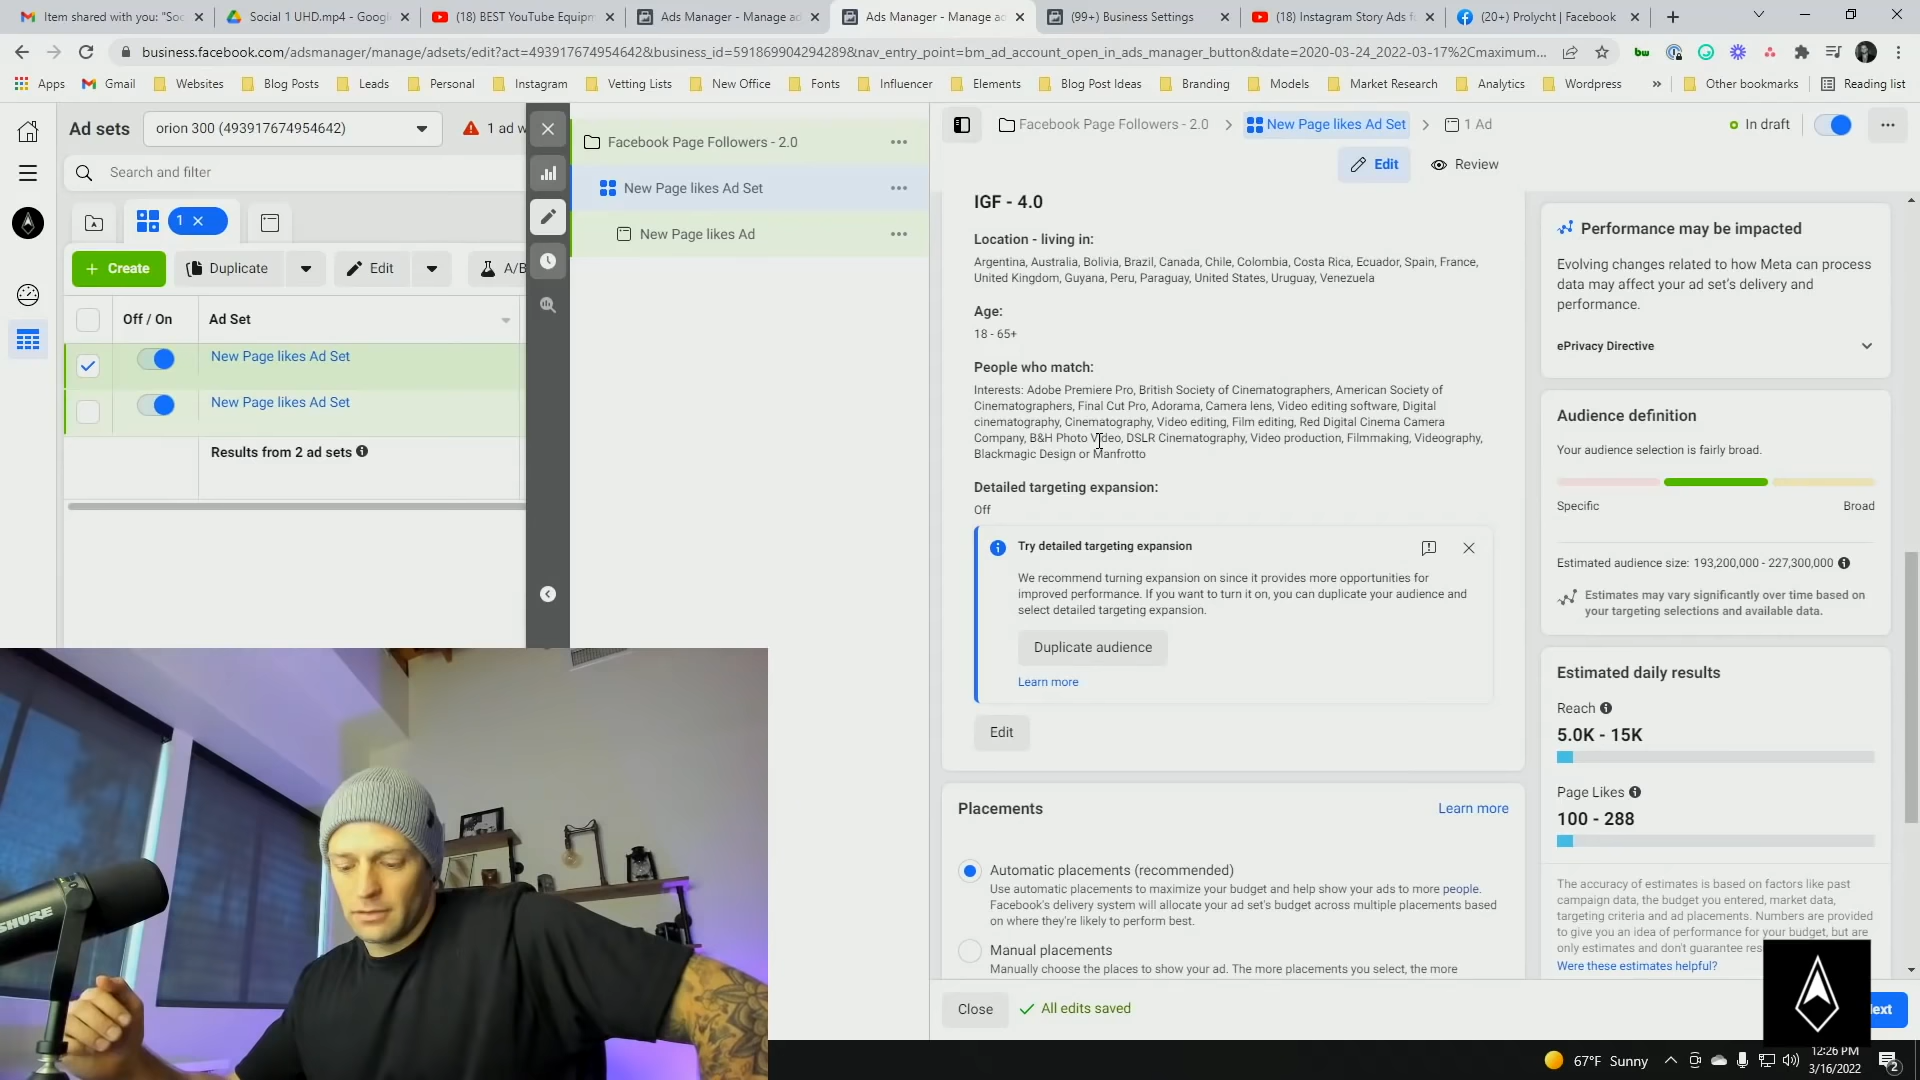 Item shared with you: "Soc
Social 1 UHD.mp4 - Googl
(18) BEST YouTube Equipm
Ads Manager - Manage ad
Ads Manager - Manage ad
(99+) Business Settings
(18) Instagram Story Ads f
(20+) Prolycht | Facebook
business.facebook.com/adsmanager/manage/adsets/edit?act=493917674954642&business_id=591869904294289&nav_entry_point=bm_ad_account_open_in_ads_manager_button&date=2020-03-24_2022-03-17%2Cmaximum...
Apps
Gmail
Websites
Blog Posts
Leads
Personal
Instagram
Vetting Lists
New Office
Fonts
Influencer
Elements
Blog Post Ideas
Branding
Models
Market Research
Analytics
Wordpress
Other bookmarks
Reading list
Ad sets
orion 300 (493917674954642)
1 ad w
Search and filter
1
Create
Duplicate
Edit
A/B
Off / On
Ad Set
New Page likes Ad Set
New Page likes Ad Set
Results from 2 ad sets
Facebook Page Followers - 2.0
New Page likes Ad Set
New Page likes Ad
Facebook Page Followers - 2.0
New Page likes Ad Set
1 Ad
In draft
Edit
Review
IGF - 4.0
Location - living in:
Argentina, Australia, Bolivia, Brazil, Canada, Chile, Colombia, Costa Rica, Ecuador, Spain, France,
United Kingdom, Guyana, Peru, Paraguay, United States, Uruguay, Venezuela
Age:
18 - 65+
People who match:
Interests: Adobe Premiere Pro, British Society of Cinematographers, American Society of
Cinematographers, Final Cut Pro, Adorama, Camera lens, Video editing software, Digital
cinematography, Cinematography, Video editing, Film editing, Red Digital Cinema Camera
Company, B&H Photo Video, DSLR Cinematography, Video production, Filmmaking, Videography,
Blackmagic Design or Manfrotto
Detailed targeting expansion:
Off
Try detailed targeting expansion
We recommend turning expansion on since it provides more opportunities for
improved performance. If you want to turn it on, you can duplicate your audience and
select detailed targeting expansion.
Duplicate audience
Learn more
Edit
Placements
Learn more
Automatic placements (recommended)
Use automatic placements to maximize your budget and help show your ads to more people.
Facebook's delivery system will allocate your ad set's budget across multiple placements based
on where they're likely to perform best.
Manual placements
Manually choose the places to show your ad. The more placements you select, the more
Close
All edits saved
Performance may be impacted
Evolving changes related to how Meta can process
data may affect your ad set's delivery and
performance.
ePrivacy Directive
Audience definition
Your audience selection is fairly broad.
Specific
Broad
Estimated audience size: 193,200,000 - 227,300,000
Estimates may vary significantly over time based on
your targeting selections and available data.
Estimated daily results
Reach
5.0K - 15K
Page Likes
100 - 288
The accuracy of estimates is based on factors like past
campaign data, the budget you entered, market data,
targeting criteria and ad placements. Numbers are provided
to give you an idea of performance for your budget, but are
only estimates and don't guarantee res
Were these estimates helpful?
ext
SHURE
67°F Sunny
12:26 PM
3/16/2022
2